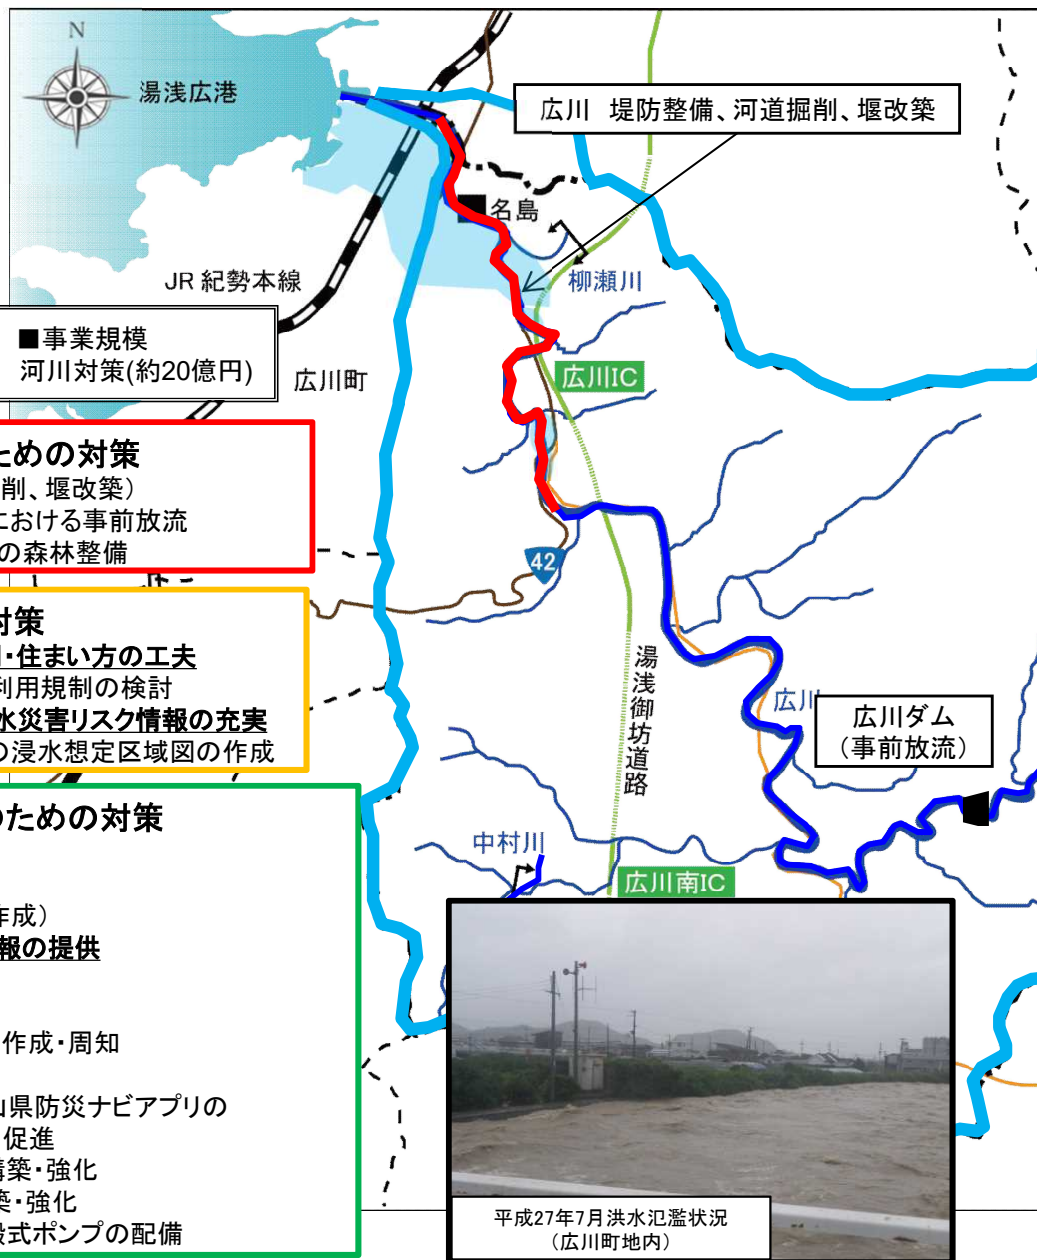 N
湯浅広港
広川 堤防整備、河道掘削、堰改築
名島
柳瀬川
JR 紀勢本線
■事業規模
河川対策(約20億円)
広川町
広川IC
ための対策
削、堰改築）
における事前放流
の森林整備
42
対策
・住まい方の工夫
利用規制の検討
水災害リスク情報の充実
の浸水想定区域図の作成
湯浅御坊道路
広川
広川ダム
（事前放流）
のための対策
中村川
広川南IC
作成）
報の提供
作成・周知
山県防災ナビアプリの
促進
構築・強化
築・強化
般式ポンプの配備
平成27年7月洪水氾濫状況
（広川町地内）